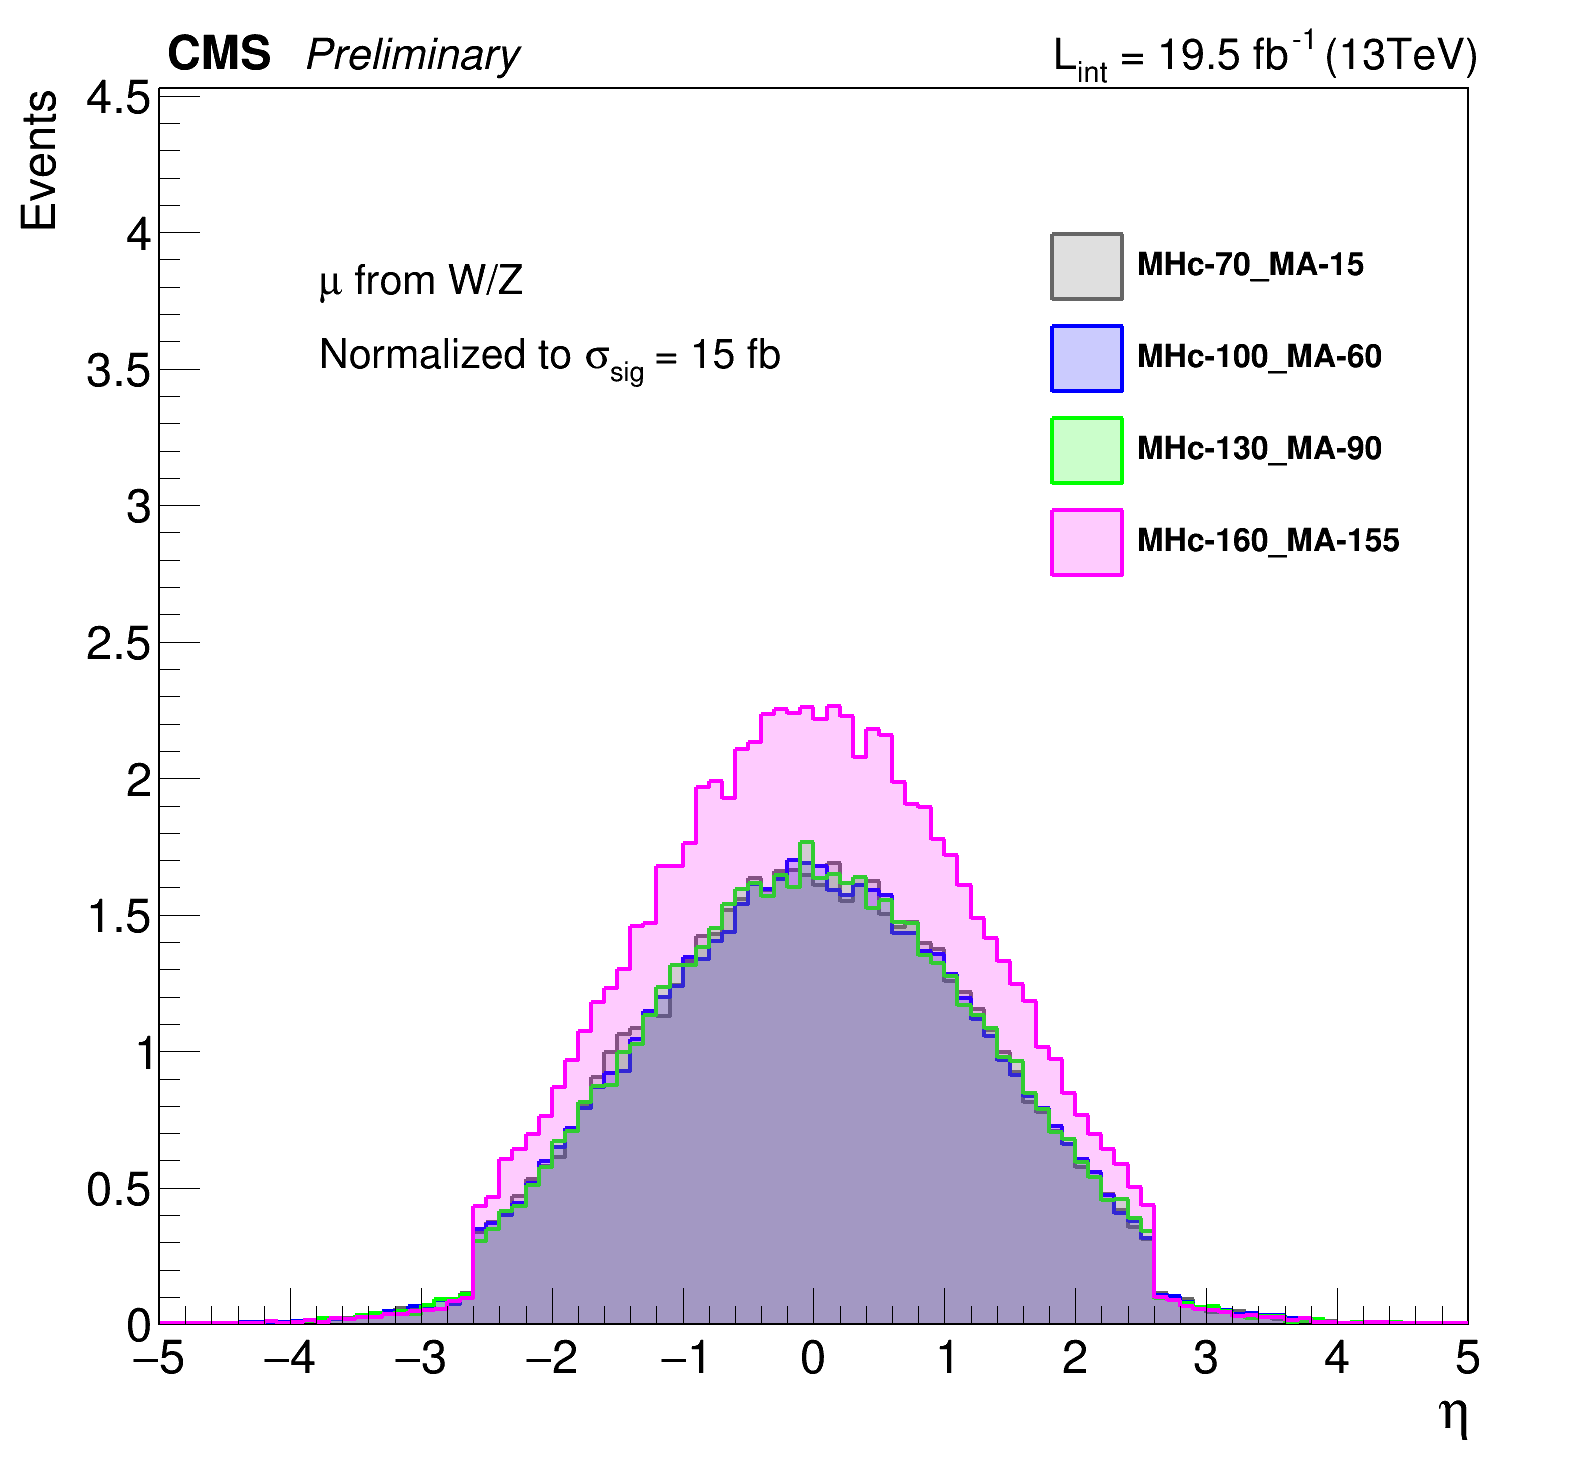 CMS Preliminary
L_int = 19.5 fb^-1 (13TeV)
Events
4.5
4
3.5
3
2.5
2
1.5
1
0.5
0
μ from W/Z
Normalized to σ_sig = 15 fb
MHc-70_MA-15
MHc-100_MA-60
MHc-130_MA-90
MHc-160_MA-155
−5 −4 −3 −2 −1 0 1 2 3 4 5
η